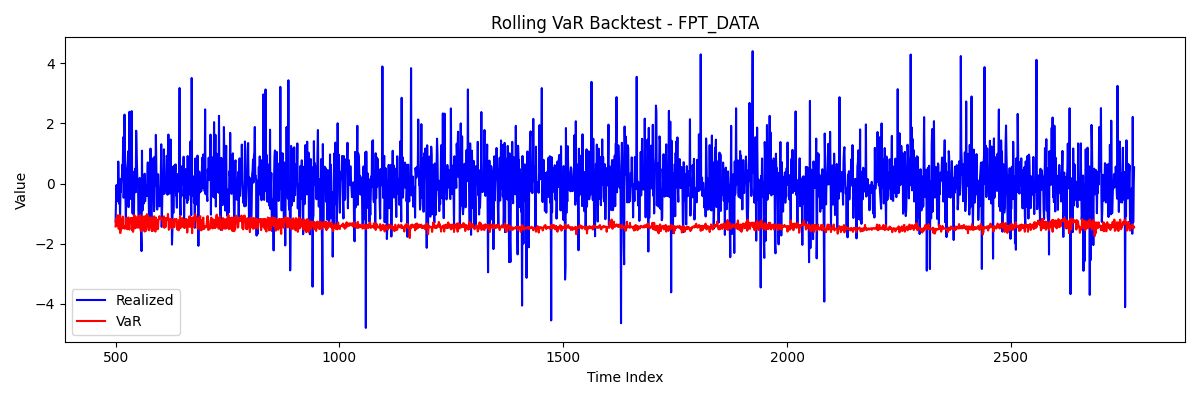 Rolling VaR Backtest - FPT_DATA
Value
4
2
0
−2
−4
Realized
VaR
500
1000
1500
2000
2500
Time Index